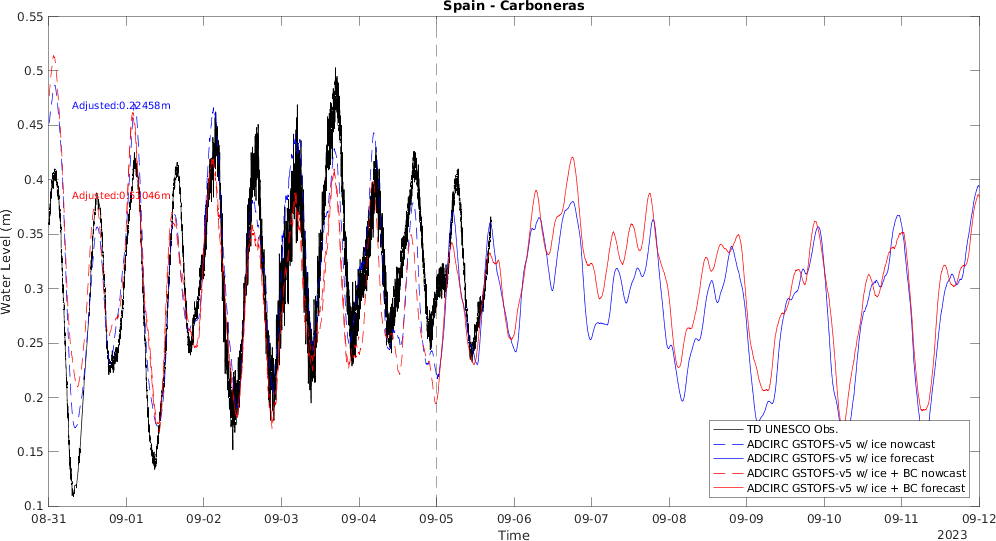 Spain - Carboneras
0.55
0.5
0.45
0.4
0.35
0.3
0.25
0.2
0.15
0.1
Water Level (m)
Adjusted:0.22458m
TD UNESCO Obs.
ADCIRC GSTOFS-v5 w/ ice nowcast
ADCIRC GSTOFS-v5 w/ ice forecast
ADCIRC GSTOFS-v5 w/ ice + BC nowcast
ADCIRC GSTOFS-v5 w/ ice + BC forecast
08-31 09-01 09-02 09-03 09-04 09-05 09-06 09-07 09-08 09-09 09-10 09-11 09-12
Time
2023